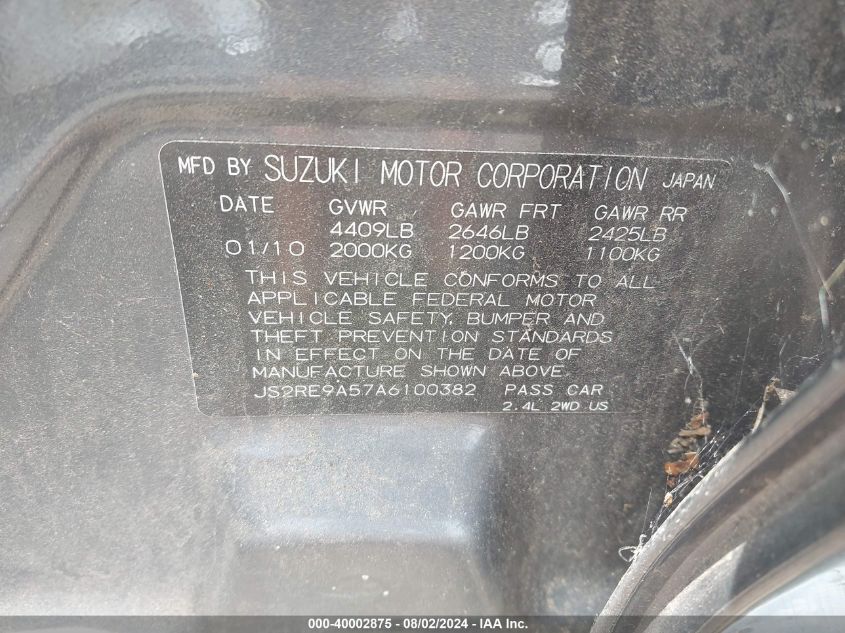 MFD BY SUZUKI MOTOR CORPORATION JAPAN
DATE GVWR GAWR FRT GAWR RR
4409LB 2646LB 2425LB
01/10 2000KG 1200KG 1100KG
THIS VEHICLE CONFORMS TO ALL
APPLICABLE FEDERAL MOTOR
VEHICLE SAFETY, BUMPER AND
THEFT PREVENTION STANDARDS
IN EFFECT ON THE DATE OF
MANUFACTURE SHOWN ABOVE.
JS2RE9A57A6100382 PASS CAR
2.4L 2WD US
000-40002875 - 08/02/2024 - IAA Inc.